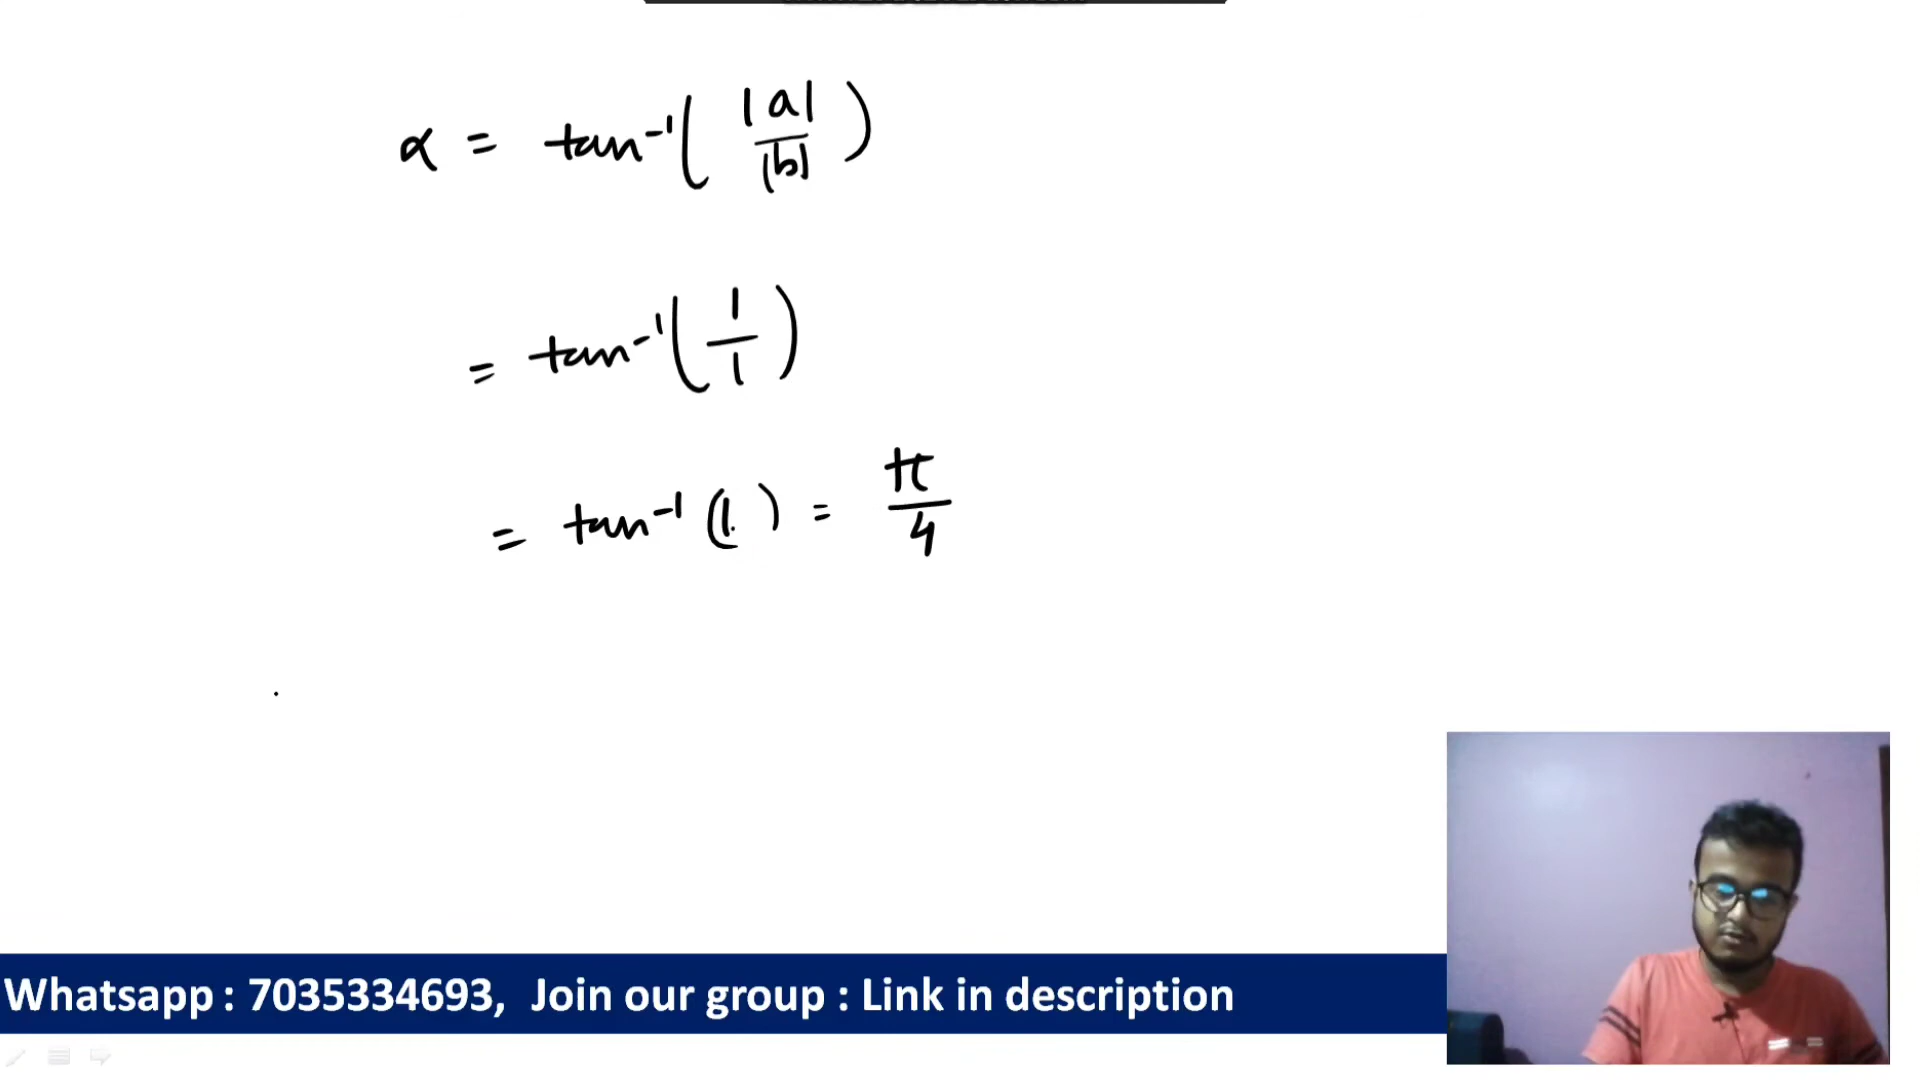 α = tan⁻¹( |a| / |b| )
= tan⁻¹( 1 / 1 )
= tan⁻¹ (1) = π / 4
Whatsapp : 7035334693, Join our group : Link in description